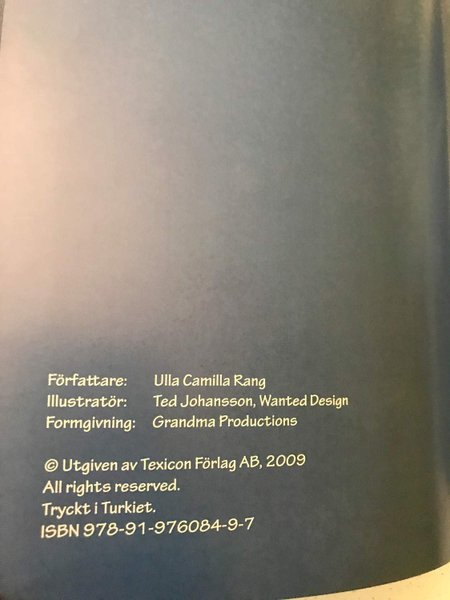 Författare: Ulla Camilla Rang
Illustratör: Ted Johansson, Wanted Design
Formgivning: Grandma Productions
© Utgiven av Texicon Förlag AB, 2009
All rights reserved.
Tryckt i Turkiet.
ISBN 978-91-976084-9-7